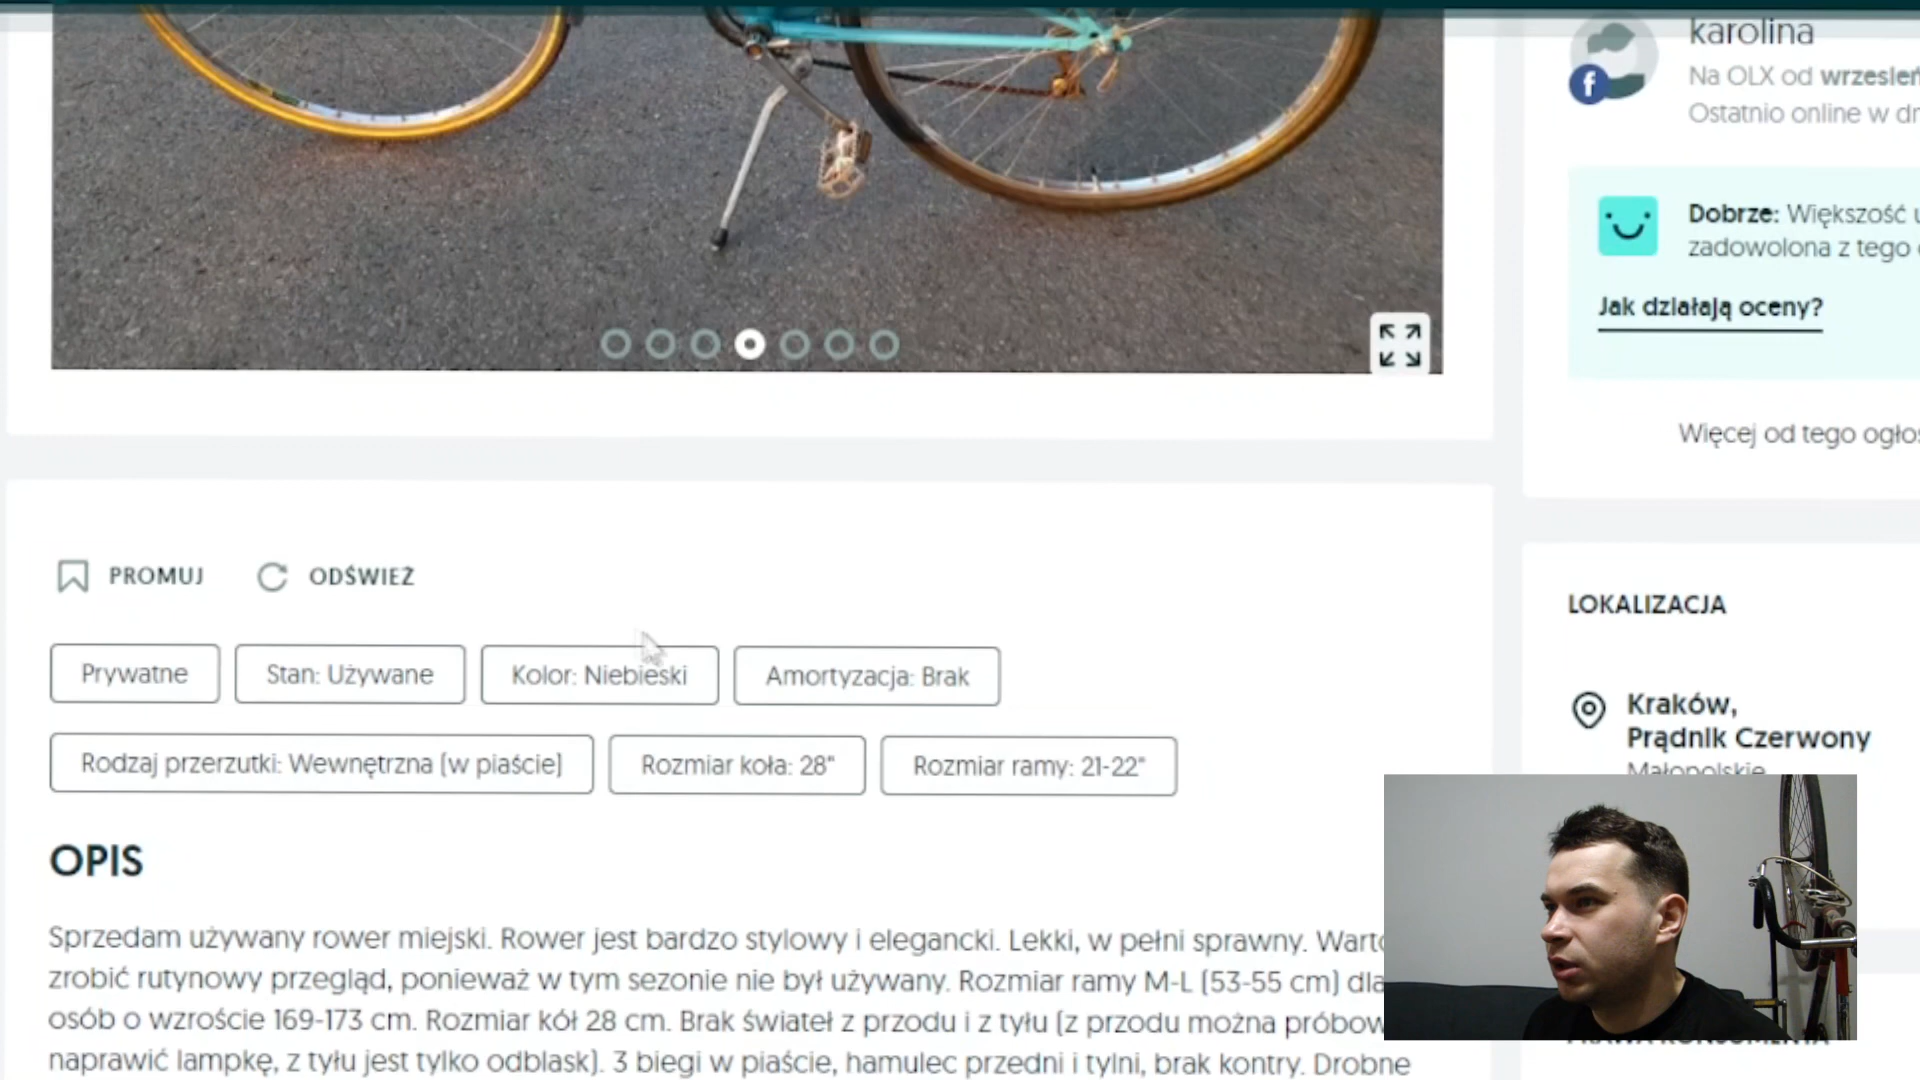 karolina
Na OLX od
Ostatnio online w
Dobrze: Większość
zadowolona z tego
Jak działają oceny?
Więcej od tego
PROMUJ
ODŚWIEŻ
Prywatne
Stan: Używane
Kolor: Niebieski
Amortyzacja: Brak
Rodzaj przerzutki: Wewnętrzna (w piaście)
Rozmiar koła: 28"
Rozmiar ramy: 21-22"
LOKALIZACJA
Kraków,
Prądnik Czerwony
Małopolskie
OPIS
Sprzedam używany rower miejski. Rower jest bardzo stylowy i elegancki. Lekki, w pełni sprawny.
zrobić rutynowy przegląd, ponieważ w tym sezonie nie był używany. Rozmiar ramy M-L (53-55 cm) dla
osób o wzroście 169-173 cm. Rozmiar kół 28 cm. Brak świateł z przodu i z tyłu (z przodu można
naprawić lampkę, z tyłu jest tylko odblask). 3 biegi w piaście, hamulec przedni i tylni, brak kontry. Drobne